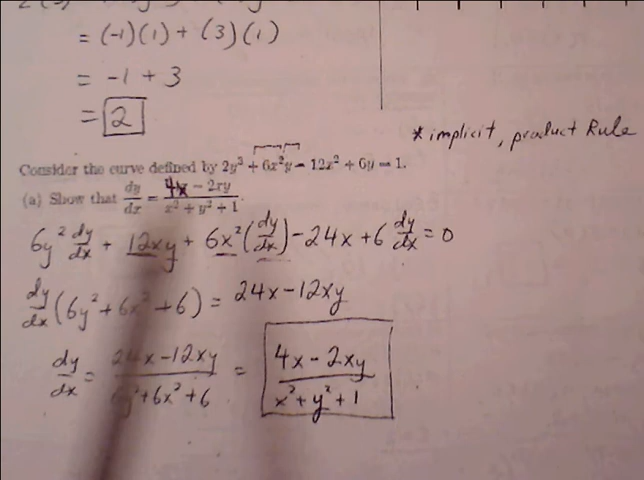 = (-1)(1) + (3)(1)
= -1 + 3
= 2
* implicit, product Rule
Consider the curve defined by 2y³ + 6x²y - 12x² + 6y = 1.
(a) Show that dy/dx = (4x - 2xy)/(x² + y² + 1).
6y² dy/dx + 12xy + 6x² (dy/dx) - 24x + 6 dy/dx = 0
dy/dx (6y² + 6x² + 6) = 24x - 12xy
dy/dx = (24x - 12xy)/(6y² + 6x² + 6) = (4x - 2xy)/(x² + y² + 1)